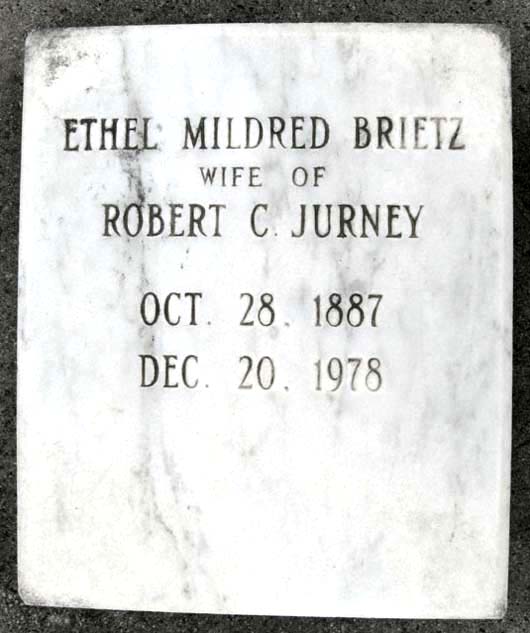 ETHEL MILDRED BRIETZ
WIFE OF
ROBERT C. JURNEY
OCT. 28, 1887
DEC. 20, 1978